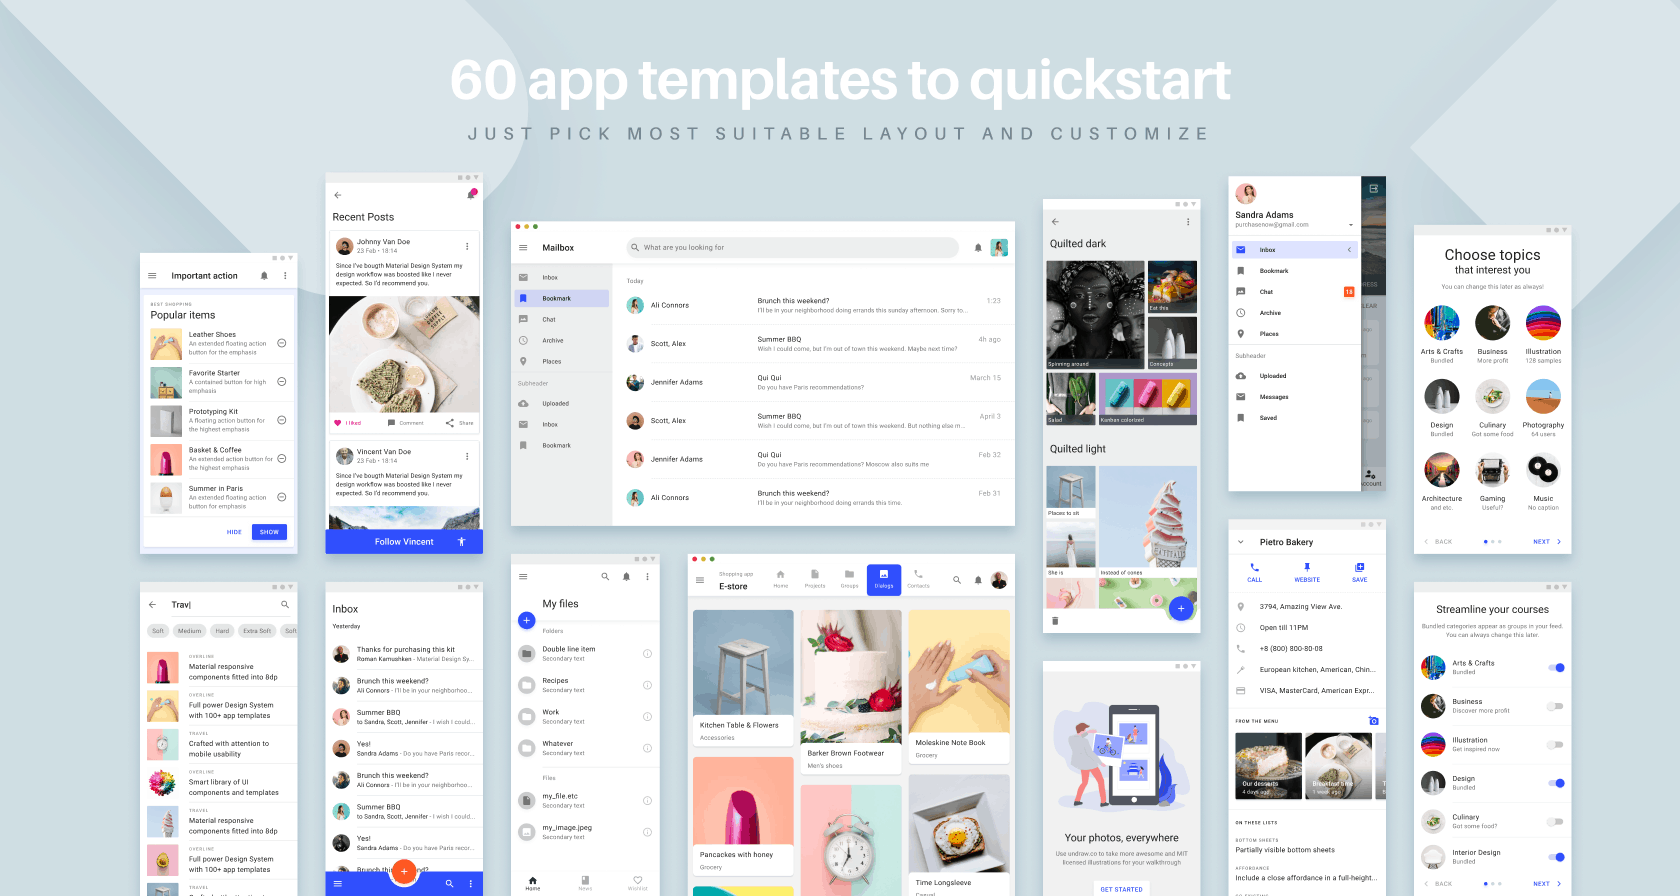 60 app templates to quickstart
JUST PICK MOST SUITABLE LAYOUT AND CUSTOMIZE
Important action
BEST SHOPPING
Popular items
Leather Shoes
An extended floating action
button for the emphasis
Favorite Starter
A contained button for high
emphasis
Prototyping Kit
A floating action button for
the highest emphasis
Basket & Coffee
An extended action button for
the highest emphasis
Summer in Paris
An extended floating action
button for emphasis
HIDE
SHOW
Recent Posts
Johnny Van Doe
23 Feb • 18:14
Since I've bougth Material Design System my
design workflow was boosted like I never
expected. So I'd recommend you.
COLOR
COFFEE
SUPPLY
I liked
Comment
Share
Vincent Van Doe
23 Feb • 18:14
Since I've bougth Material Design System my
design workflow was boosted like I never
expected. So I'd recommend you.
Follow Vincent
Mailbox
What are you looking for
Inbox
Bookmark
Chat
Archive
Places
Subheader
Uploaded
Inbox
Bookmark
Today
Ali Connors
Brunch this weekend?
I'll be in your neighborhood doing errands this sunday afternoon. Sorry to...
1:23
Scott, Alex
Summer BBQ
Wish I could come, but I'm out of town this weekend. Maybe next time?
4h ago
Jennifer Adams
Qui Qui
Do you have Paris recommendations?
March 15
Scott, Alex
Summer BBQ
Wish I could come, but I'm out of town this weekend. But nothing else m...
April 3
Jennifer Adams
Qui Qui
Do you have Paris recommendations? Moscow also suits me
Feb 32
Ali Connors
Brunch this weekend?
I'll be in your neighborhood doing errands this time.
Feb 31
Quilted dark
Spinning around
Eat this
Concepts
Salad
Kanban colorized
Quilted light
Places to sit
She is
Instead of cones
Sandra Adams
purchasenow@gmail.com
Inbox
Bookmark
Chat
18
Archive
Places
Subheader
Uploaded
Messages
Saved
RESS
LEAR
ccount
Choose topics
that interest you
You can change this later as always!
Arts & Crafts
Bundled
Business
More profit
Illustration
128 samples
Design
Bundled
Culinary
Got some food
Photography
64 users
Architecture
and etc.
Gaming
Useful?
Music
No caption
BACK
NEXT
Trav
Soft
Medium
Hard
Extra Soft
Soft
OVERLINE
Material responsive
components fitted into 8dp
OVERLINE
Full power Design System
with 100+ app templates
TRAVEL
Crafted with attention to
mobile usability
OVERLINE
Smart library of UI
components and templates
TRAVEL
Material responsive
components fitted into 8dp
TRAVEL
Full power Design System
with 100+ app templates
OVERLINE
Inbox
Yesterday
Thanks for purchasing this kit
Roman Kamushken - Material Design Sy...
Brunch this weekend?
Ali Connors - I'll be in your neighborhoo...
Summer BBQ
to Sandra, Scott, Jennifer - I wish I could...
Yes!
Sandra Adams - Do you have Paris recor...
Brunch this weekend?
Ali Connors - I'll be in your neighborhoo...
Summer BBQ
to Sandra, Scott, Jennifer - I wish I could...
Yes!
Sandra Adams - Do you have Paris reco...
Brunch this
My files
Folders
Double line item
Secondary text
Recipes
Secondary text
Work
Secondary text
Whatever
Secondary text
Files
my_file.etc
Secondary text
my_image.jpeg
Secondary text
Home
News
Wishlist
Shopping app
E-store
Home
Projects
Groups
Dialogs
Contacts
Kitchen Table & Flowers
Accessories
Barker Brown Footwear
Men's shoes
Moleskine Note Book
Grocery
Pancackes with honey
Grocery
Time Longsleeve
Casual
Your photos, everywhere
Use undraw.co to take more awesome and MIT
licensed illustrations for your walkthrough
GET STARTED
Pietro Bakery
CALL
WEBSITE
SAVE
3794, Amazing View Ave.
Open till 11PM
+8 (800) 800-80-08
European kitchen, American, Chin...
VISA, MasterCard, American Expr...
FROM THE MENU
Our desserts
4 days ago
Breakfast time
1 week ago
ON THESE LISTS
BOTTOM SHEETS
Partially visible bottom sheets
AFFORDANCE
Include a close affordance in a full-height...
Streamline your courses
Bundled categories appear as groups in your feed.
You can always change this later.
Arts & Crafts
Bundled
Business
Discover more profit
Illustration
Get inspired now
Design
Bundled
Culinary
Got some food?
Interior Design
Bundled
BACK
NEXT